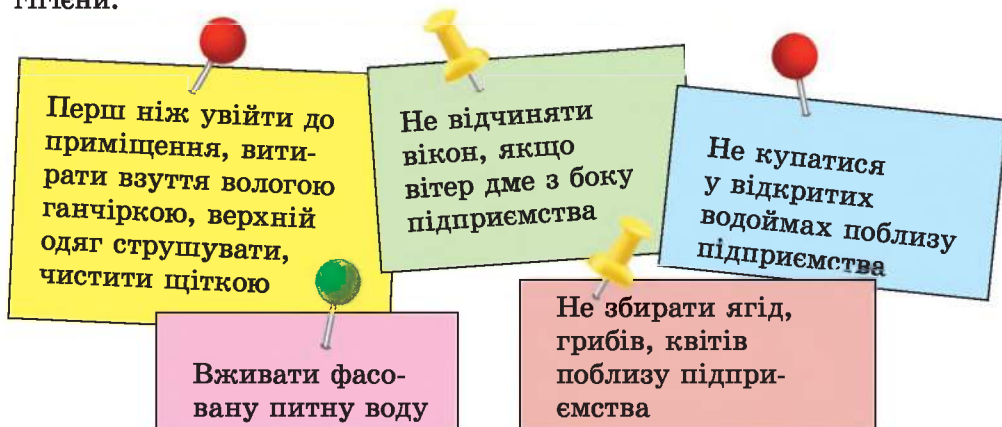 гігієни.
Перш ніж увійти до
приміщення, вити-
рати взуття вологою
ганчіркою, верхній
одяг струшувати,
чистити щіткою
Не відчиняти
вікон, якщо
вітер дме з боку
підприємства
Не купатися
у відкритих
водоймах поблизу
підприємства
Вживати фасо-
вану питну воду
Не збирати ягід,
грибів, квітів
поблизу підпри-
ємства